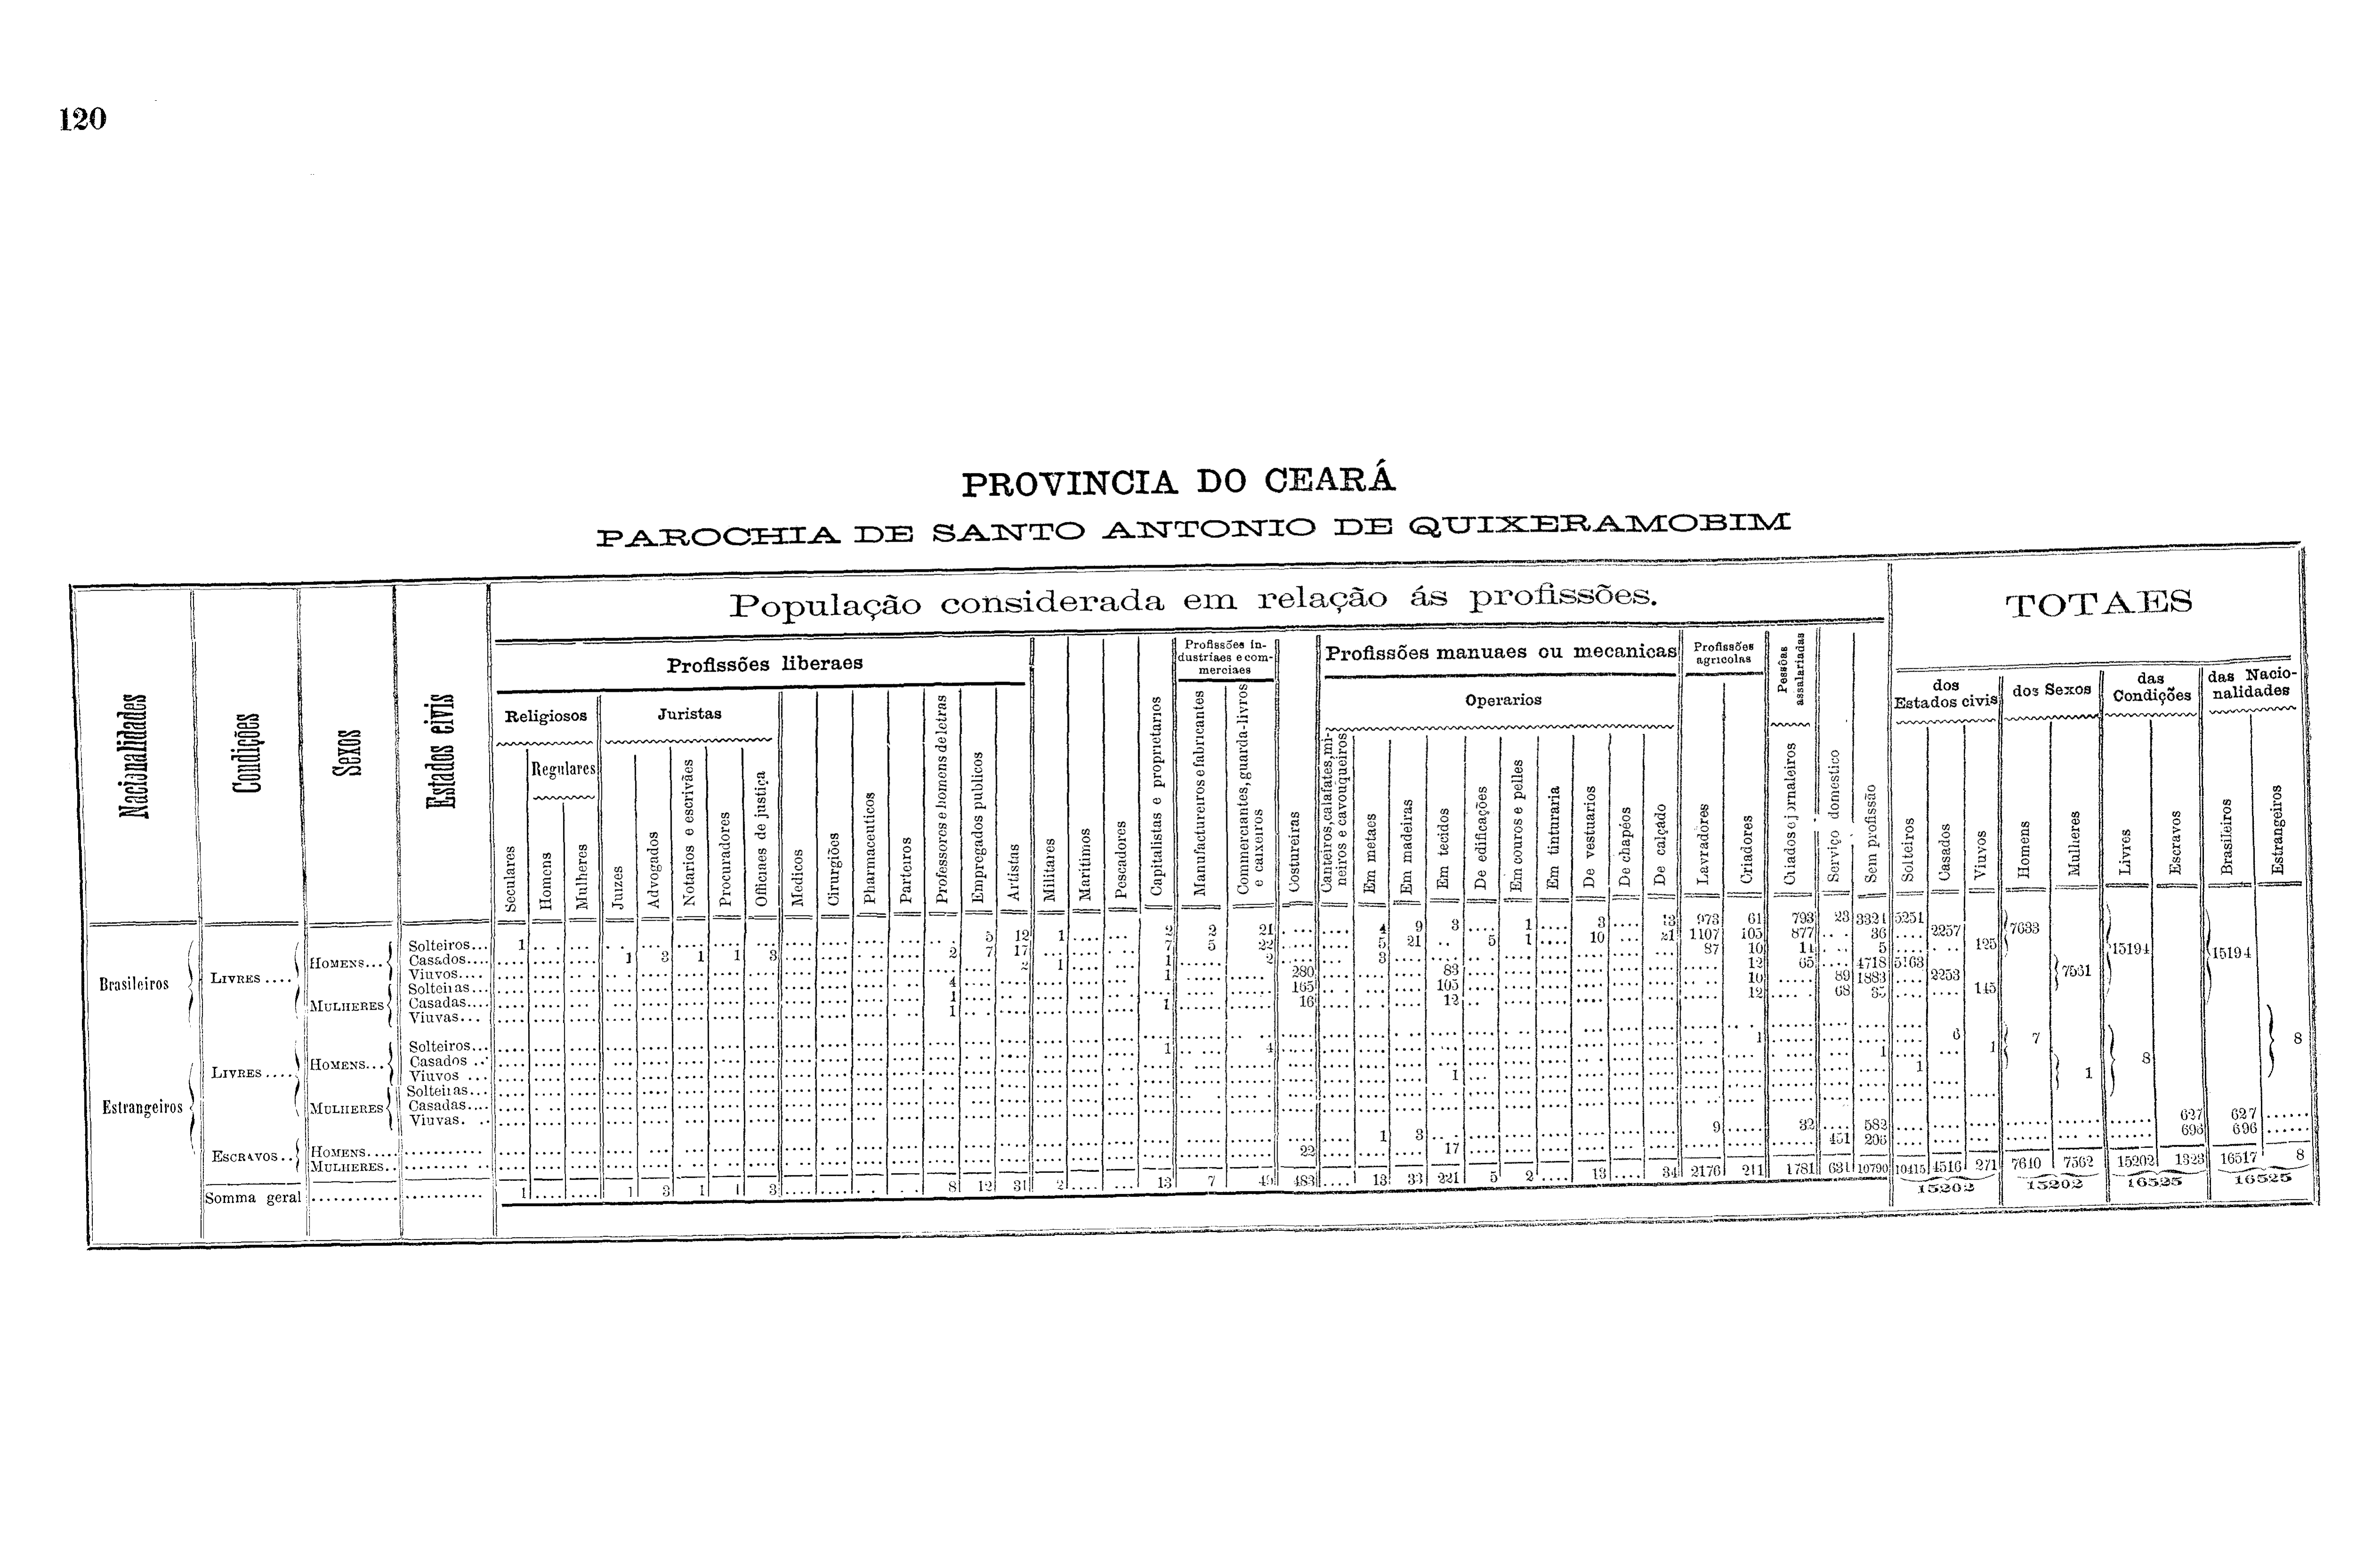 120
PROVINCIA DO CEARÁ
PAROCHIA DE SANTO ANTONIO DE QUIXERAMOBIM
População considerada em relação ás profissões.
TOTAES
Nacionalidades
Condições
Sexos
Estados civis
Profissões liberaes
Religiosos
Regulares
Juristas
Seculares
Homens
Mulheres
Juizes
Advogados
Notarios e escrivães
Procuradores
Officiaes de justiça
Medicos
Cirurgiões
Pharmaceuticos
Parteiros
Professores e homens de letras
Empregados publicos
Artistas
Militares
Maritimos
Pescadores
Capitalistas e proprietarios
Profissões in-
dustriaes e com-
merciaes
Manufactureiros e fabricantes
Commerciantes, guarda-livros
e caixeiros
Costureiras
Profissões manuaes ou mecanicas
Operarios
Canteiros, calafates, mi-
neiros e cavouqueiros
Em metaes
Em madeiras
Em tecidos
De edificações
Em couros e pelles
Em tinturaria
De vestuarios
De chapéos
De calçado
Profissões
agricolas
Lavradores
Criadores
Pessôas
assalariadas
Criados e jornaleiros
Serviço domestico
Sem profissão
dos
Estados civis
Solteiros
Casados
Viuvos
dos Sexos
Homens
Mulheres
das
Condições
Livres
Escravos
das Nacio-
nalidades
Brasileiros
Estrangeiros
Brasileiros
LIVRES ....
HOMENS...
Solteiros... 1 5 12 1 2 2 21 4 9 3 1 3 13 973 61 793 23 3321 5251
Casados.... 1 3 1 1 3 2 7 17 7 5 22 5 21 5 1 10 21 1107 105 877 36 2257 7633
Viuvos.... 2 1 1 2 3 87 10 11 5 125
MULHERES
Solteiras... 4 1 280 83 12 65 4718 5163
Casadas.... 1 165 105 10 89 1883 2253 7561
Viuvas... 1 1 16 12 12 68 145
15194 15194
Estrangeiros
LIVRES ....
HOMENS...
Solteiros...
Casados .. 1 4 1 6 7
Viuvos ... 1 1
MULHERES
Solteiras... 1 1 1
Casadas....
Viuvas.
8 8
ESCRAVOS..
HOMENS..... 1 3 9 32 582 627 627
MULHERES.. 22 17 451 206 696 696
Somma geral 1 1 3 1 1 3 8 12 31 2 13 7 49 483 13 33 221 5 2 13 34 2176 211 1781 631 10790 10415 4516 271 7640 7562 15202 1323 16517 8
15202 15202 16525 16525